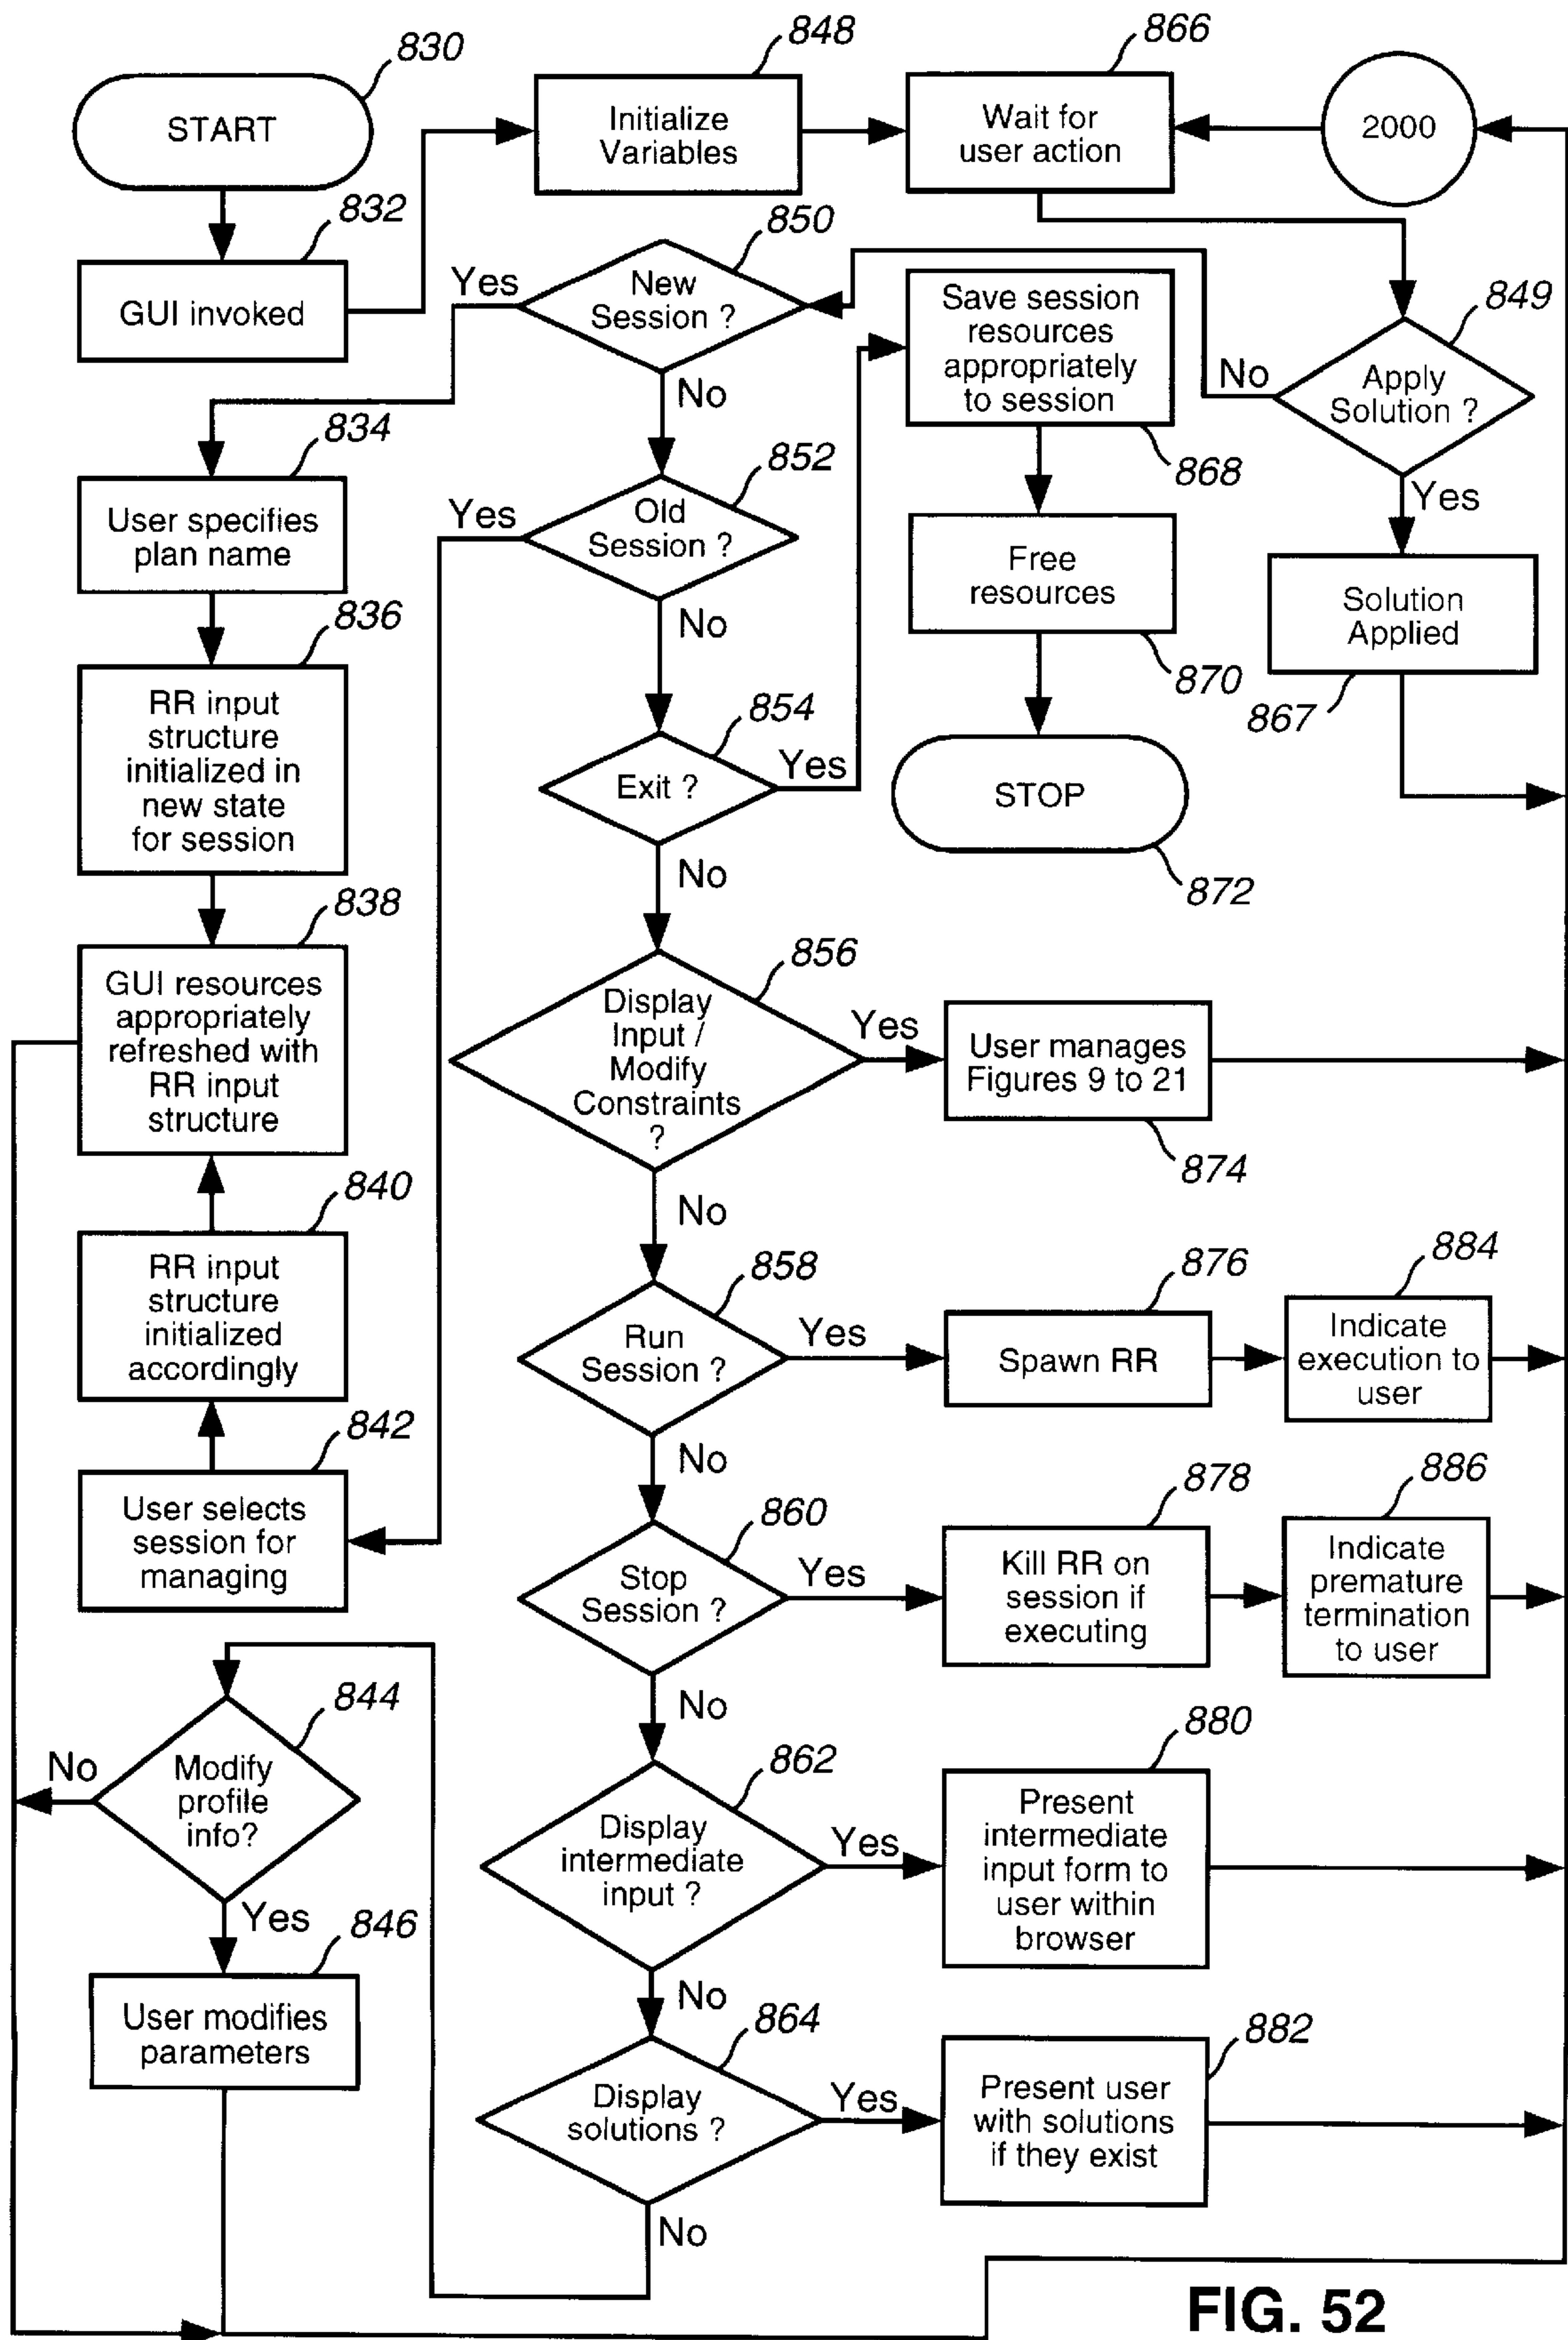 830
START
832
GUI invoked
848
Initialize
Variables
866
Wait for
user action
2000
850
New
Session ?
Yes
No
849
Apply
Solution ?
No
Yes
Solution
Applied
867
Save session
resources
appropriately
to session
868
Free
resources
870
STOP
872
834
User specifies
plan name
836
RR input
structure
initialized in
new state
for session
838
GUI resources
appropriately
refreshed with
RR input
structure
840
RR input
structure
initialized
accordingly
842
User selects
session for
managing
852
Old
Session ?
Yes
No
854
Exit ?
Yes
No
856
Display
Input /
Modify
Constraints
?
Yes
User manages
Figures 9 to 21
874
No
858
Run
Session ?
Yes
876
Spawn RR
884
Indicate
execution to
user
No
860
Stop
Session ?
Yes
878
Kill RR on
session if
executing
886
Indicate
premature
termination
to user
No
862
Display
intermediate
input ?
Yes
880
Present
intermediate
input form to
user within
browser
No
864
Display
solutions ?
Yes
882
Present user
with solutions
if they exist
No
844
Modify
profile
info?
No
Yes
846
User modifies
parameters
FIG. 52